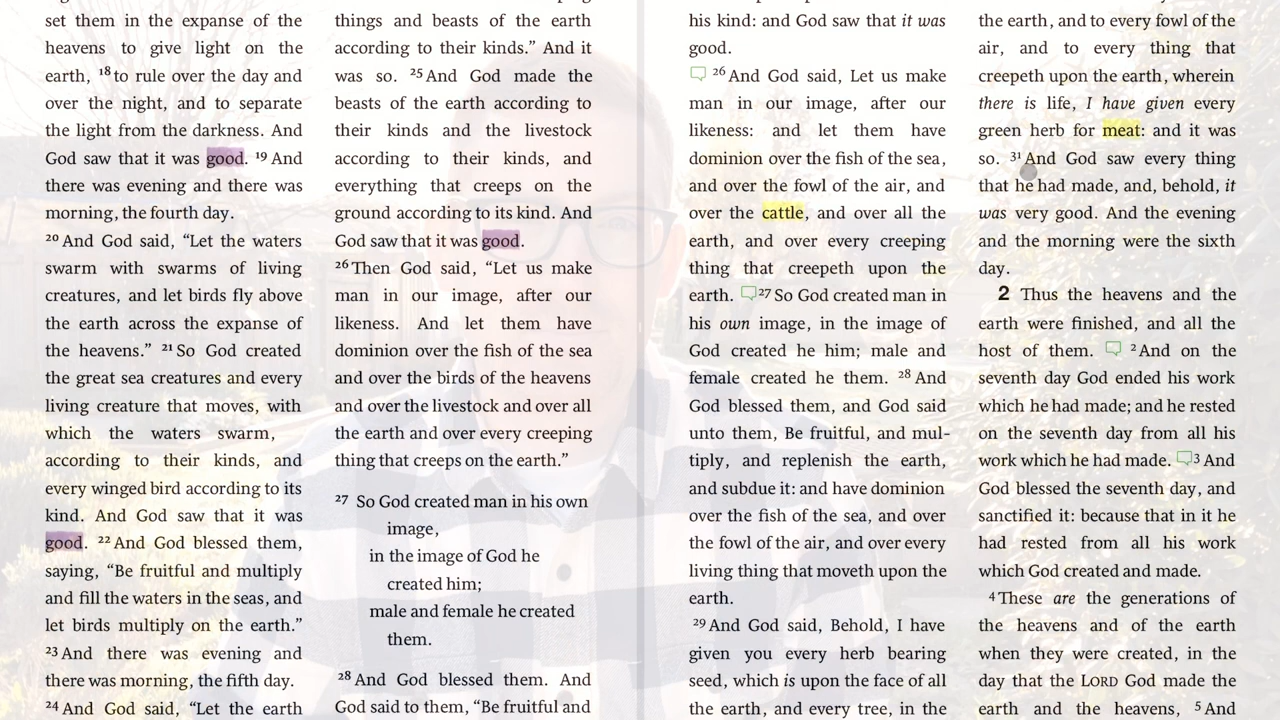 set them in the expanse of the
heavens to give light on the
earth, 18 to rule over the day and
over the night, and to separate
the light from the darkness. And
God saw that it was good. 19 And
there was evening and there was
morning, the fourth day.
20 And God said, “Let the waters
swarm with swarms of living
creatures, and let birds fly above
the earth across the expanse of
the heavens.” 21 So God created
the great sea creatures and every
living creature that moves, with
which the waters swarm,
according to their kinds, and
every winged bird according to its
kind. And God saw that it was
good. 22 And God blessed them,
saying, “Be fruitful and multiply
and fill the waters in the seas, and
let birds multiply on the earth.”
23 And there was evening and
there was morning, the fifth day.
24 And God said, “Let the earth
things and beasts of the earth
according to their kinds.” And it
was so. 25 And God made the
beasts of the earth according to
their kinds and the livestock
according to their kinds, and
everything that creeps on the
ground according to its kind. And
God saw that it was good.
26 Then God said, “Let us make
man in our image, after our
likeness. And let them have
dominion over the fish of the sea
and over the birds of the heavens
and over the livestock and over all
the earth and over every creeping
thing that creeps on the earth.”
27 So God created man in his own
image,
in the image of God he
created him;
male and female he created
them.
28 And God blessed them. And
God said to them, “Be fruitful and
his kind: and God saw that it was
good.
26 And God said, Let us make
man in our image, after our
likeness: and let them have
dominion over the fish of the sea,
and over the fowl of the air, and
over the cattle, and over all the
earth, and over every creeping
thing that creepeth upon the
earth. 27 So God created man in
his own image, in the image of
God created he him; male and
female created he them. 28 And
God blessed them, and God said
unto them, Be fruitful, and mul-
tiply, and replenish the earth,
and subdue it: and have dominion
over the fish of the sea, and over
the fowl of the air, and over every
living thing that moveth upon the
earth.
29 And God said, Behold, I have
given you every herb bearing
seed, which is upon the face of all
the earth, and every tree, in the
the earth, and to every fowl of the
air, and to every thing that
creepeth upon the earth, wherein
there is life, I have given every
green herb for meat: and it was
so. 31 And God saw every thing
that he had made, and, behold, it
was very good. And the evening
and the morning were the sixth
day.
2 Thus the heavens and the
earth were finished, and all the
host of them. 2 And on the
seventh day God ended his work
which he had made; and he rested
on the seventh day from all his
work which he had made. 3 And
God blessed the seventh day, and
sanctified it: because that in it he
had rested from all his work
which God created and made.
4 These are the generations of
the heavens and of the earth
when they were created, in the
day that the LORD God made the
earth and the heavens, 5 And